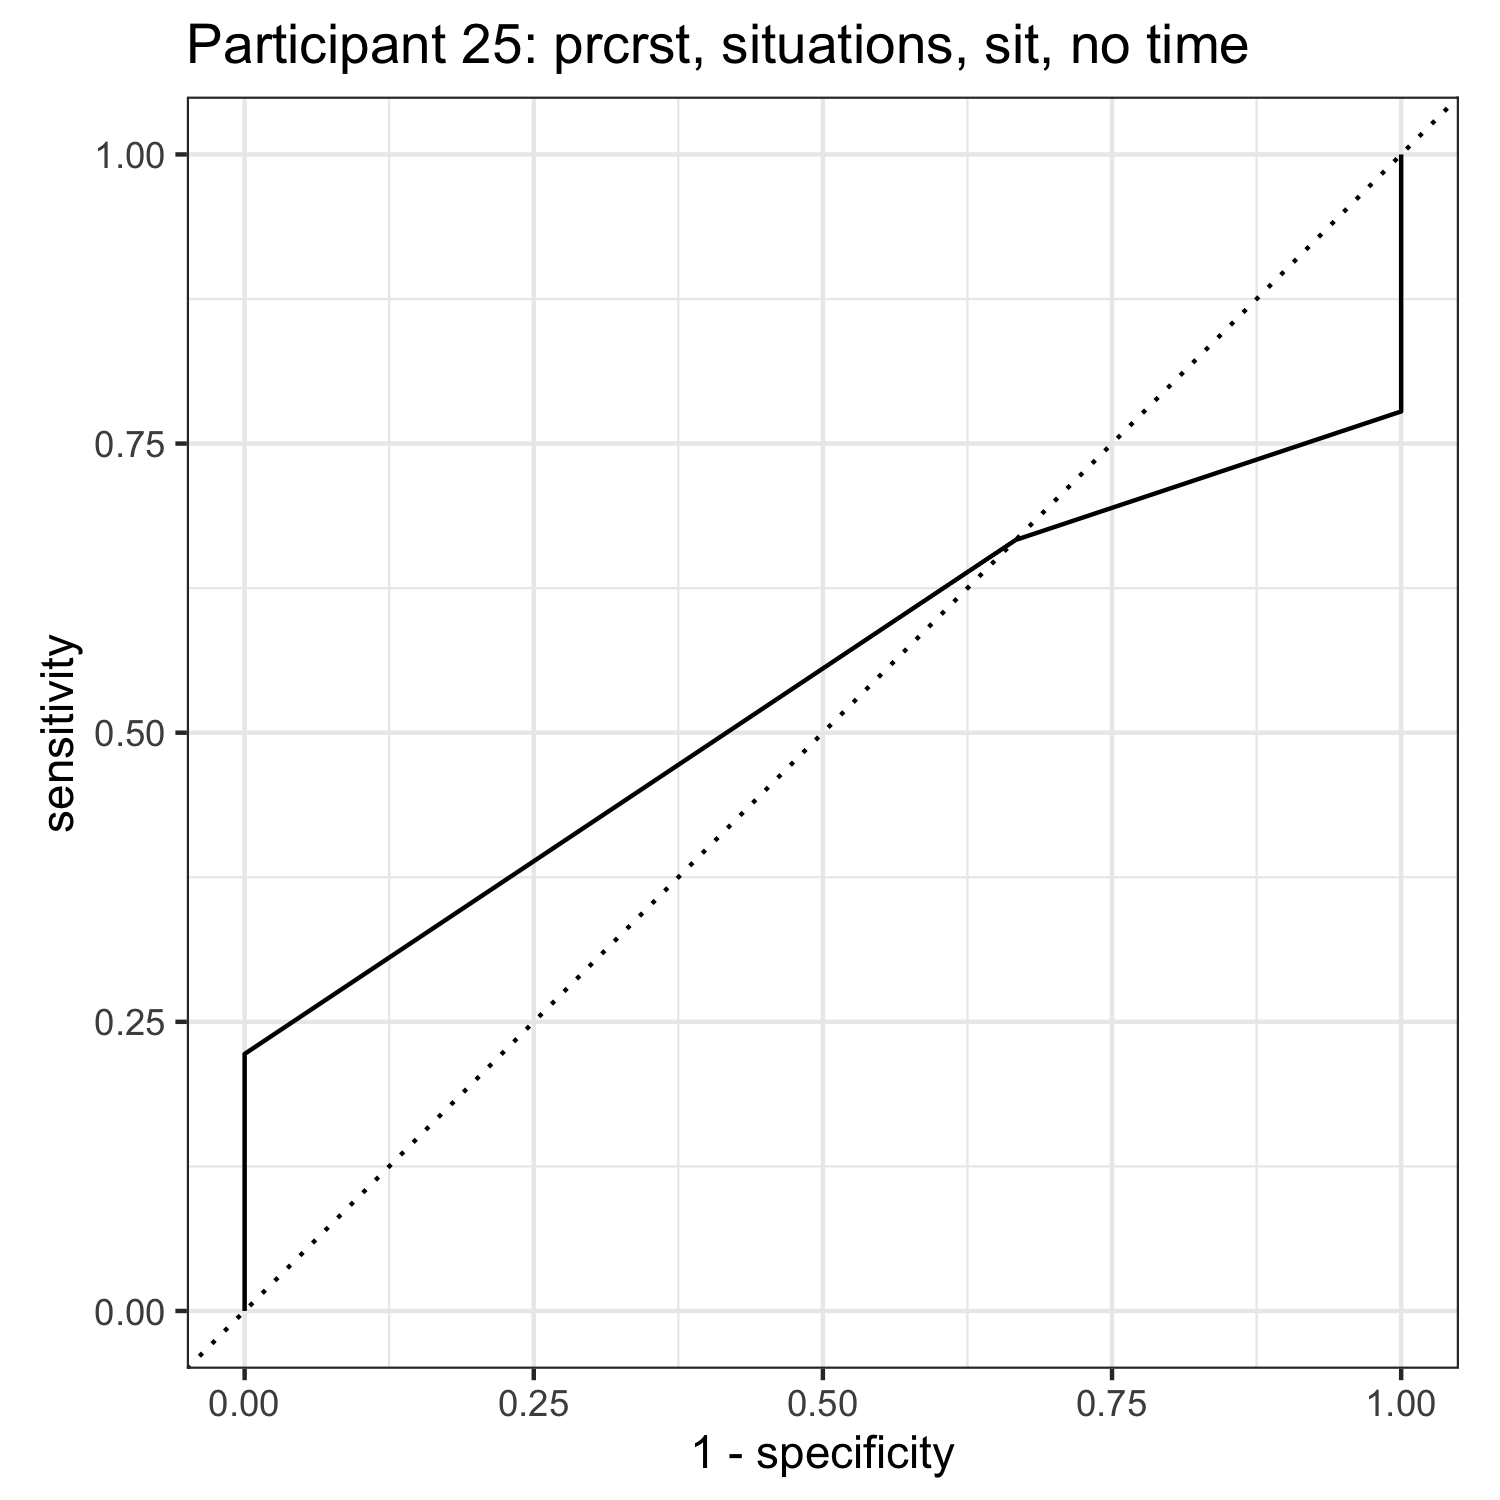 Participant 25: prcrst, situations, sit, no time
1.00
0.75
0.50
0.25
0.00
sensitivity
0.00 0.25 0.50 0.75 1.00
1 - specificity